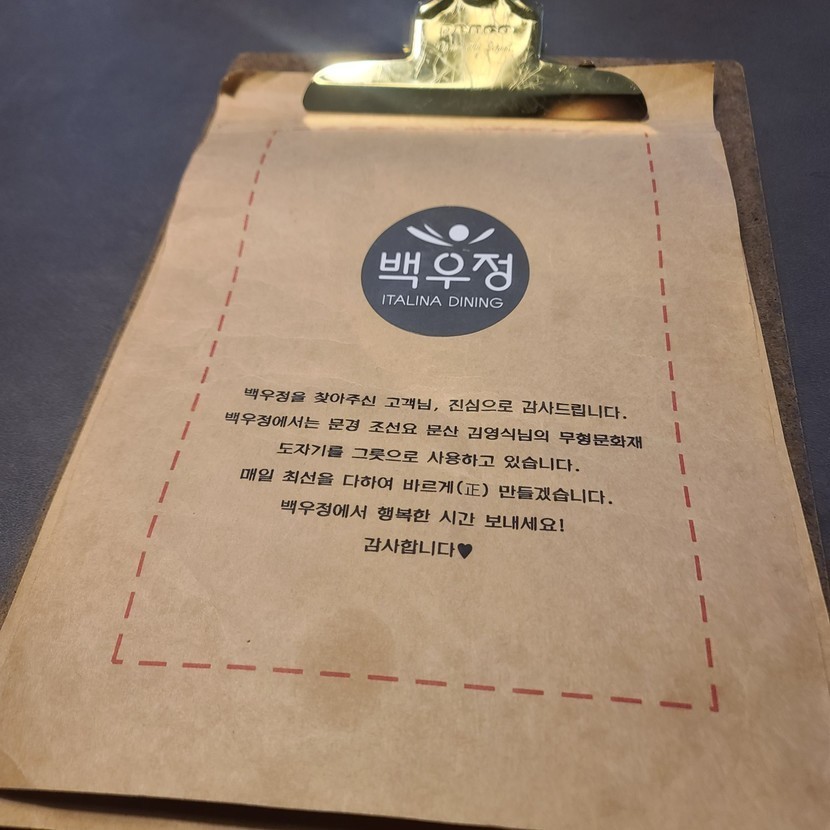 백우정
ITALINA DINING
백우정을 찾아주신 고객님, 진심으로 감사드립니다.
백우정에서는 문경 조선요 문산 김영식님의 무형문화재
도자기를 그릇으로 사용하고 있습니다.
매일 최선을 다하여 바르게(正) 만들겠습니다.
백우정에서 행복한 시간 보내세요!
감사합니다♥